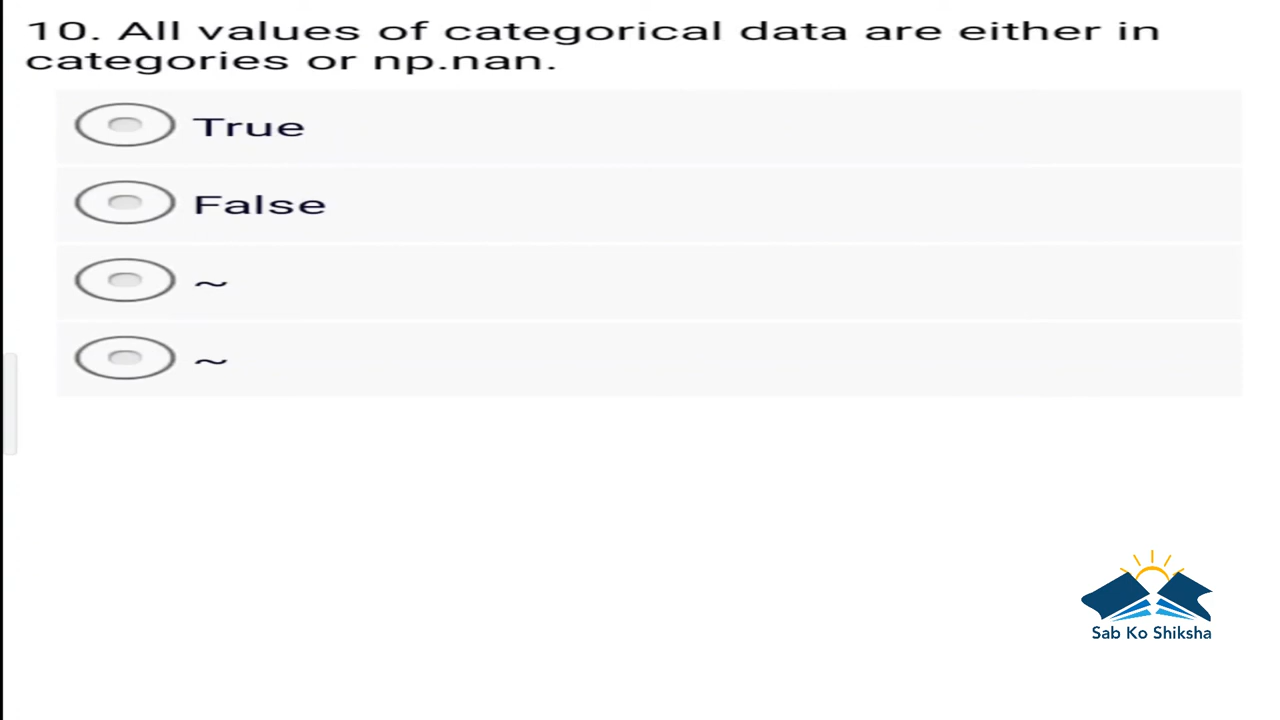 10. All values of categorical data are either in
categories or np.nan.
True
False
~
~
Sab Ko Shiksha